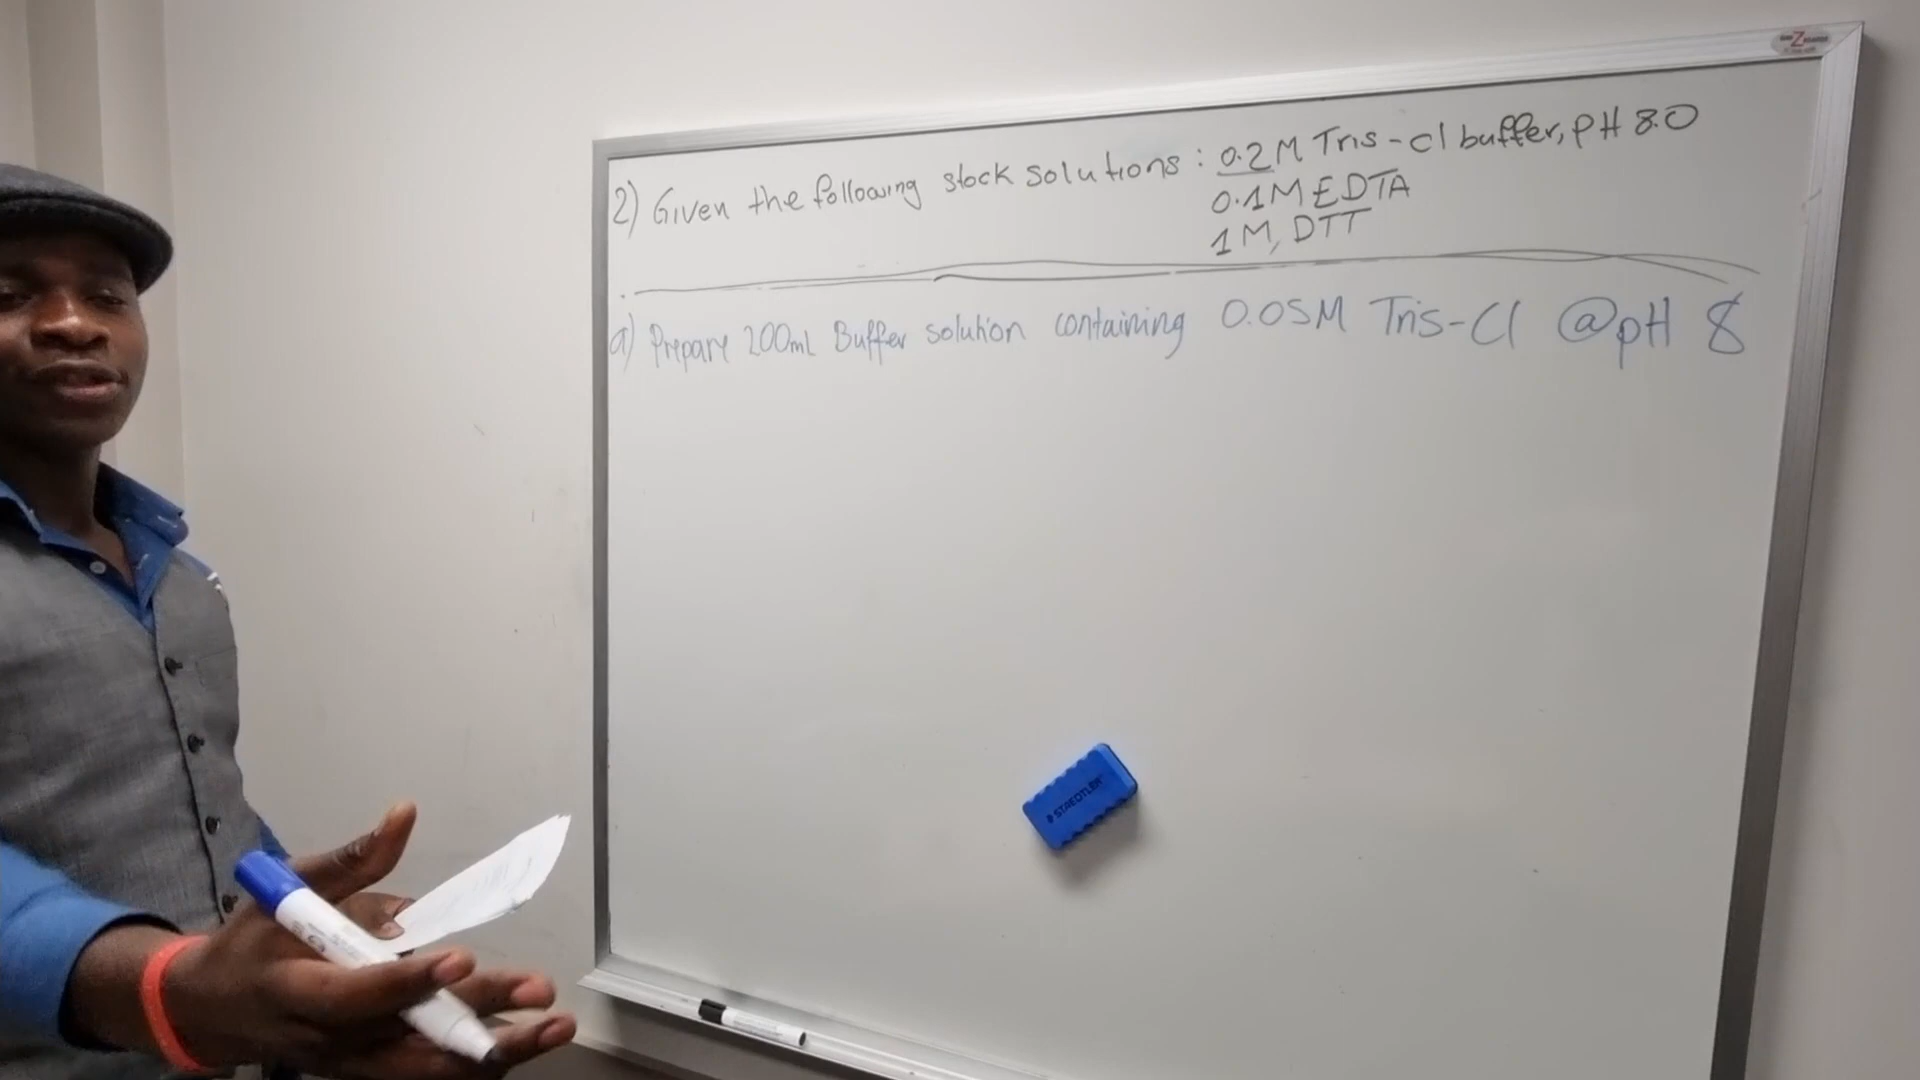 2) Given the following stock solutions : 0.2M Tris-Cl buffer, pH 8.0
0.1M EDTA
1M, DTT
a) Prepare 200mL Buffer solution containing 0.05M Tris-Cl @pH 8
STAEDTLER